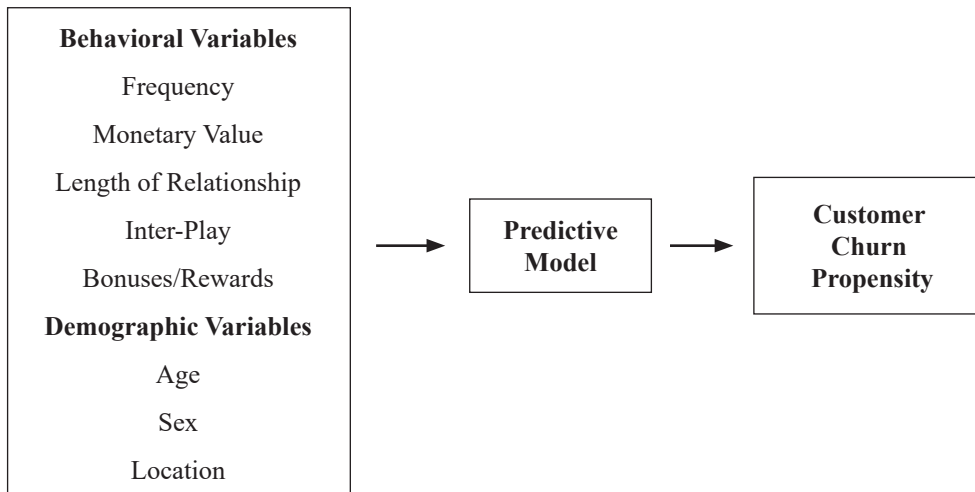 Behavioral Variables
Frequency
Monetary Value
Length of Relationship
Inter-Play
Bonuses/Rewards
Demographic Variables
Age
Sex
Location
Predictive
Model
Customer
Churn
Propensity